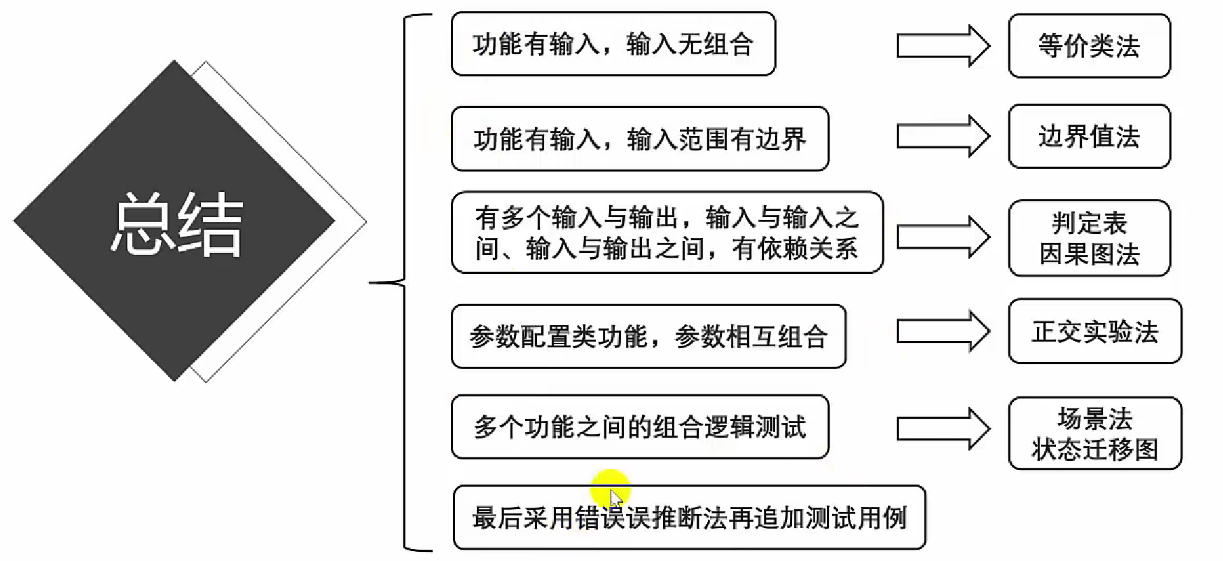 总结
功能有输入，输入无组合
等价类法
功能有输入，输入范围有边界
边界值法
有多个输入与输出，输入与输入之
间、输入与输出之间，有依赖关系
判定表
因果图法
参数配置类功能，参数相互组合
正交实验法
多个功能之间的组合逻辑测试
场景法
状态迁移图
最后采用错误误推断法再追加测试用例